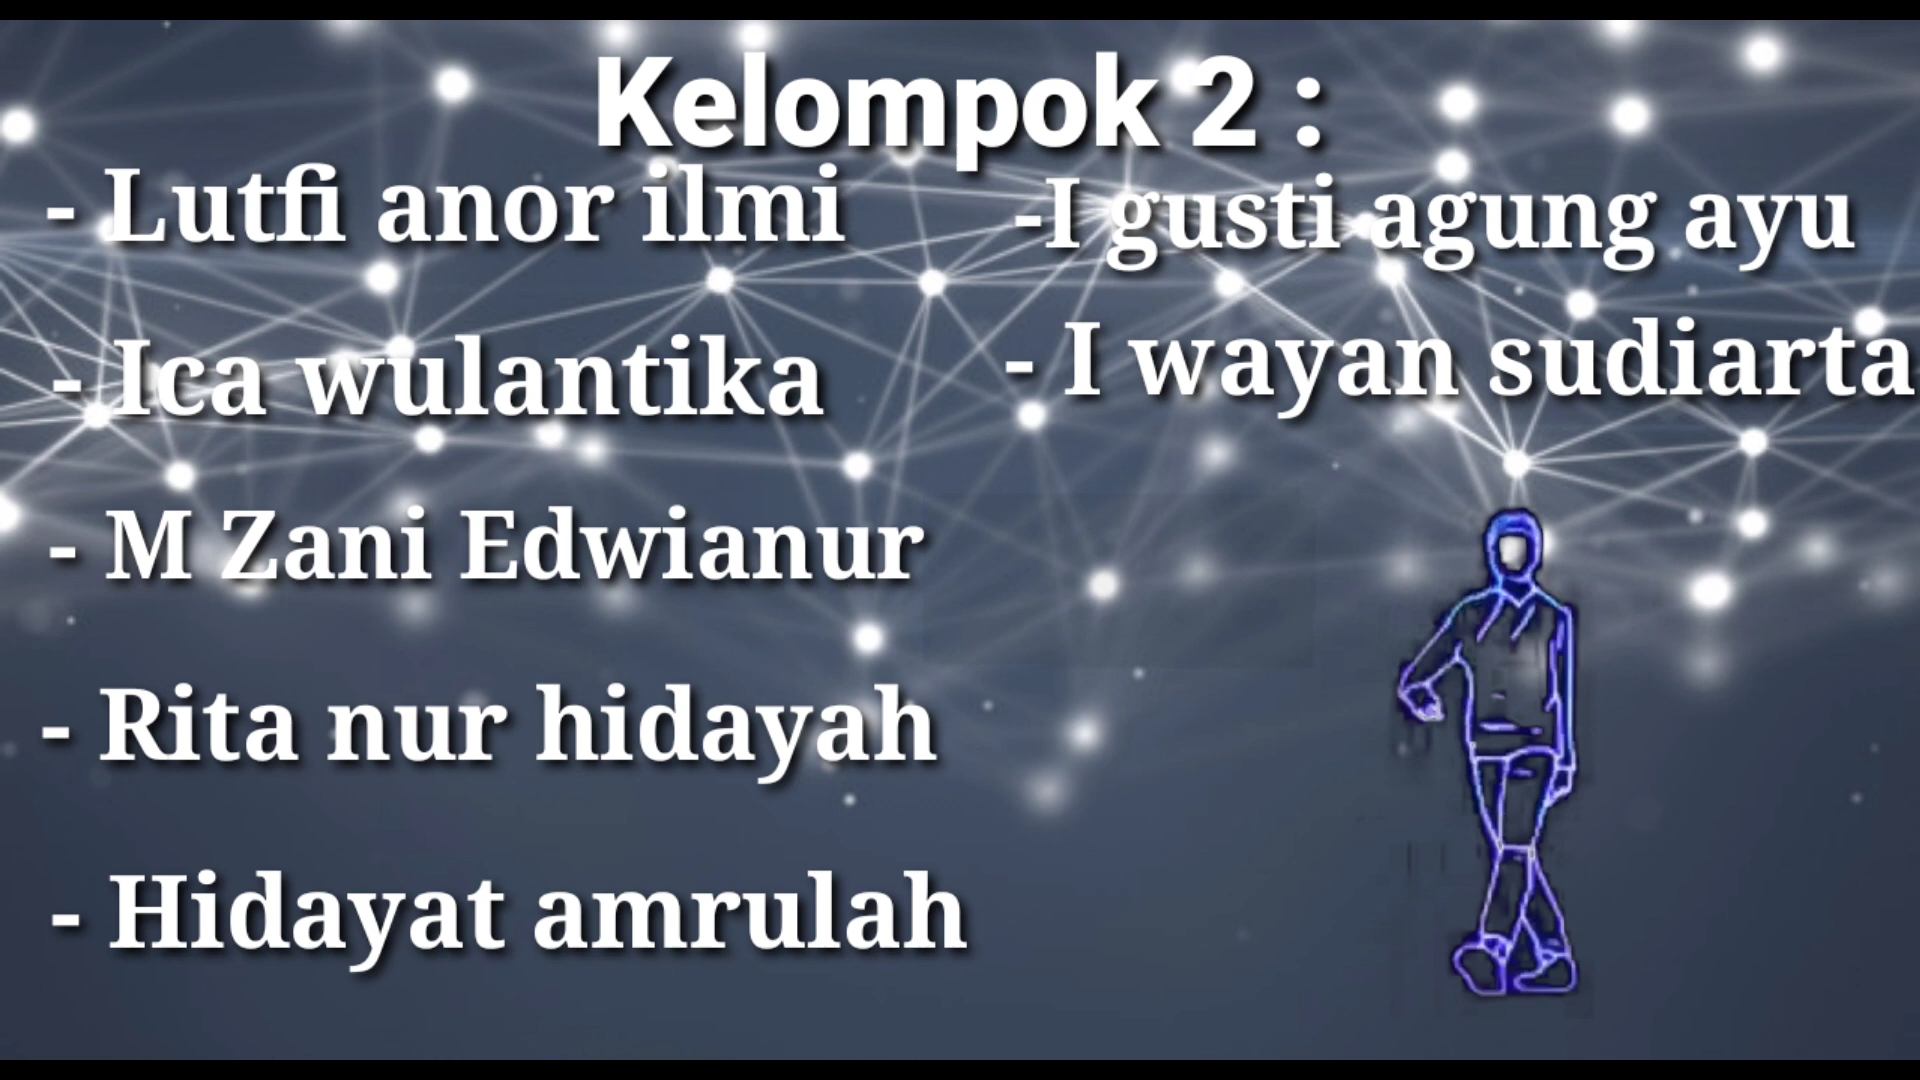 Kelompok 2 :
- Lutfi anor ilmi
- Ica wulantika
- M Zani Edwianur
- Rita nur hidayah
- Hidayat amrulah
-I gusti agung ayu
- I wayan sudiarta